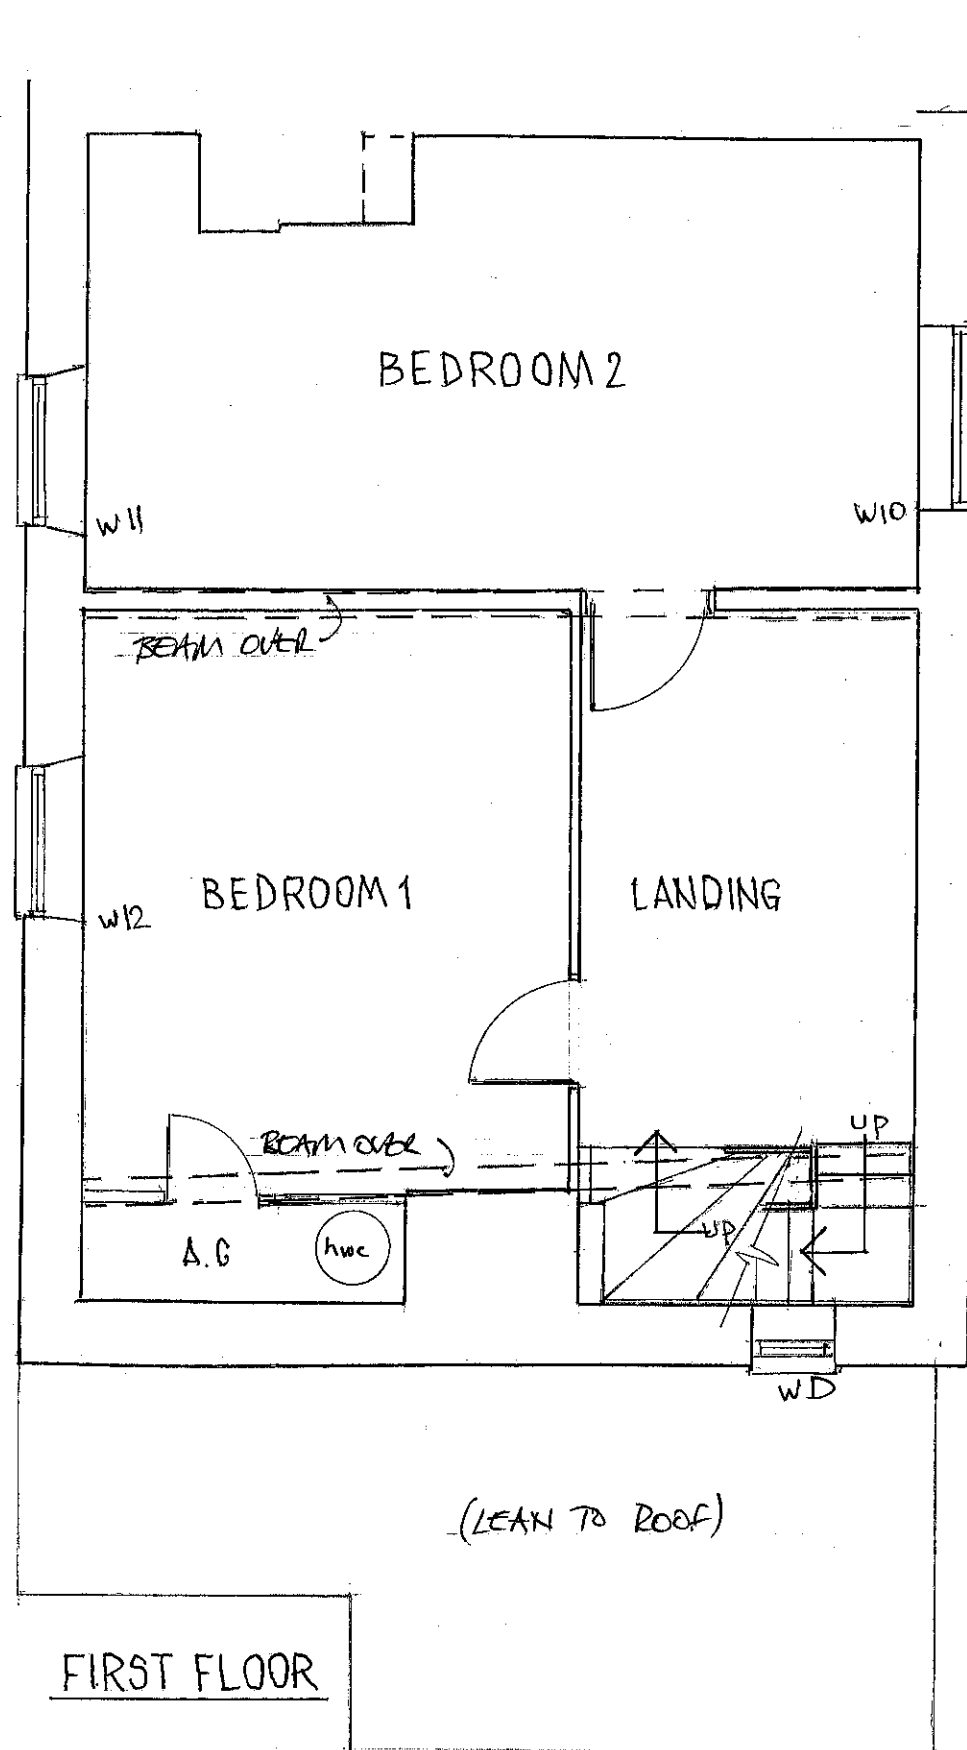 BEDROOM 2
W11
W10
BEAM OVER
BEDROOM 1
LANDING
W12
UP
BEAM OVER
UP
A.C
hwc
WD
(LEAN TO ROOF)
FIRST FLOOR